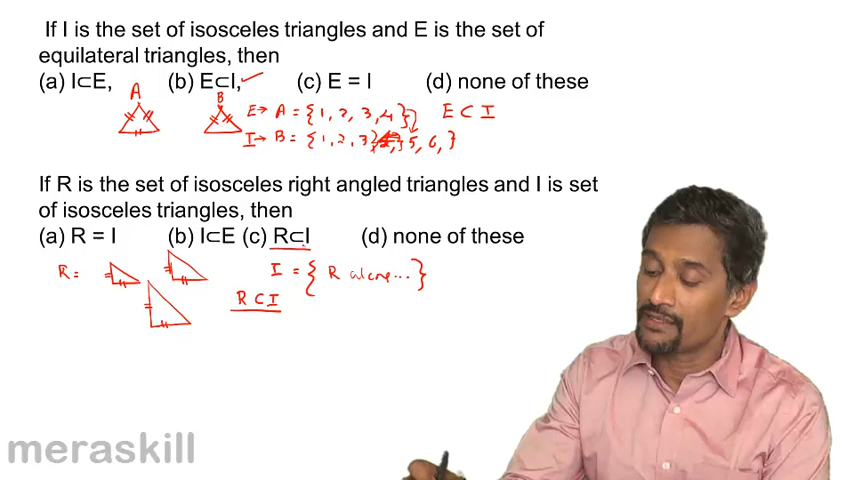 If I is the set of isosceles triangles and E is the set of
equilateral triangles, then
(a) I⊂E, (b) E⊂I, (c) E = I (d) none of these
A B E→ A = {1, 2, 3, 4} E ⊂ I
I→ B = {1, 2, 3, 4, 5, 6, }
If R is the set of isosceles right angled triangles and I is set
of isosceles triangles, then
(a) R = I (b) I⊂E (c) R⊂I (d) none of these
R = I = { R ... }
R ⊂ I
meraskill